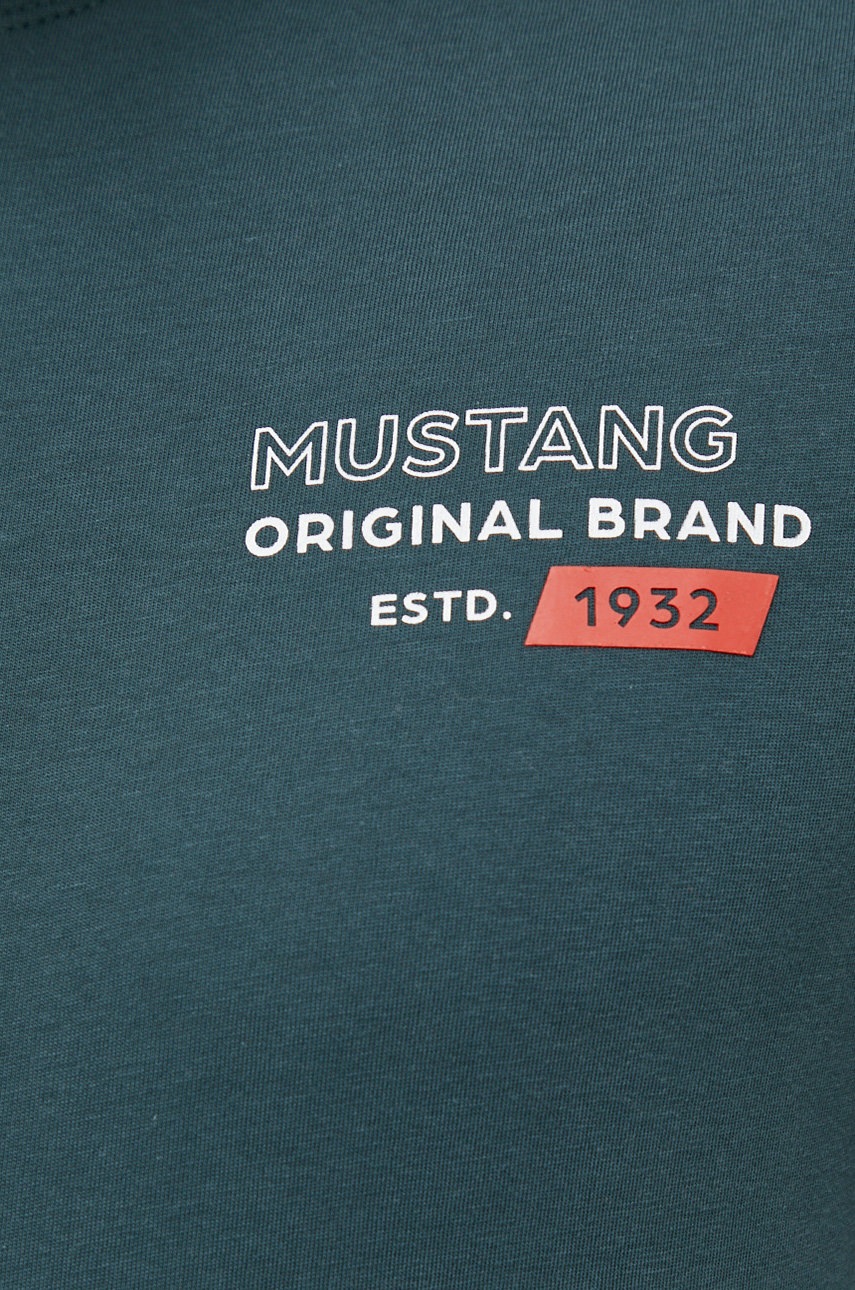 MUSTANG
ORIGINAL BRAND
ESTD. 1932